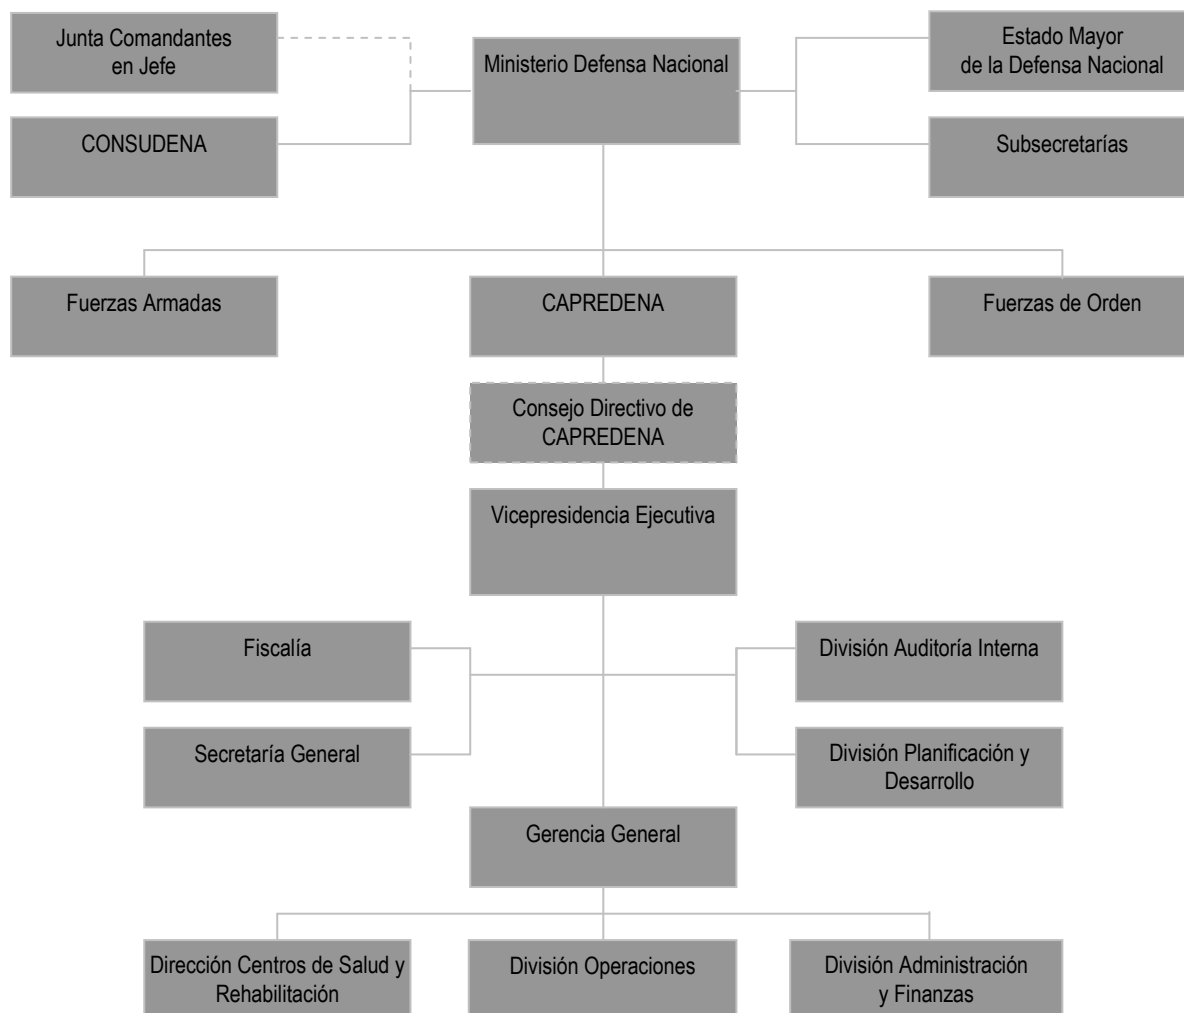 Junta Comandantes
en Jefe
Ministerio Defensa Nacional
Estado Mayor
de la Defensa Nacional
CONSUDENA
Subsecretarías
Fuerzas Armadas
CAPREDENA
Fuerzas de Orden
Consejo Directivo de
CAPREDENA
Vicepresidencia Ejecutiva
Fiscalía
División Auditoría Interna
Secretaría General
División Planificación y
Desarrollo
Gerencia General
Dirección Centros de Salud y
Rehabilitación
División Operaciones
División Administración
y Finanzas